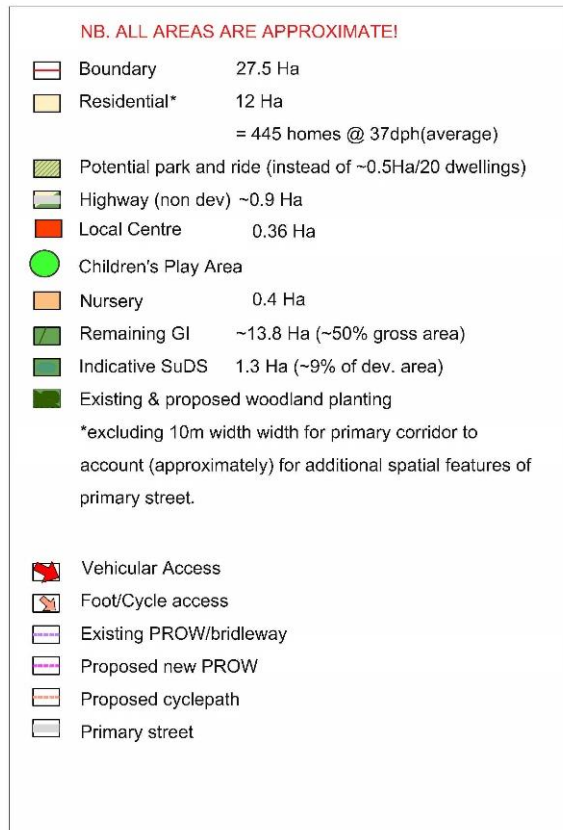 NB. ALL AREAS ARE APPROXIMATE!
Boundary 27.5 Ha
Residential* 12 Ha
= 445 homes @ 37dph(average)
Potential park and ride (instead of ~0.5Ha/20 dwellings)
Highway (non dev) ~0.9 Ha
Local Centre 0.36 Ha
Children's Play Area
Nursery 0.4 Ha
Remaining GI ~13.8 Ha (~50% gross area)
Indicative SuDS 1.3 Ha (~9% of dev. area)
Existing & proposed woodland planting
*excluding 10m width width for primary corridor to
account (approximately) for additional spatial features of
primary street.
Vehicular Access
Foot/Cycle access
Existing PROW/bridleway
Proposed new PROW
Proposed cyclepath
Primary street